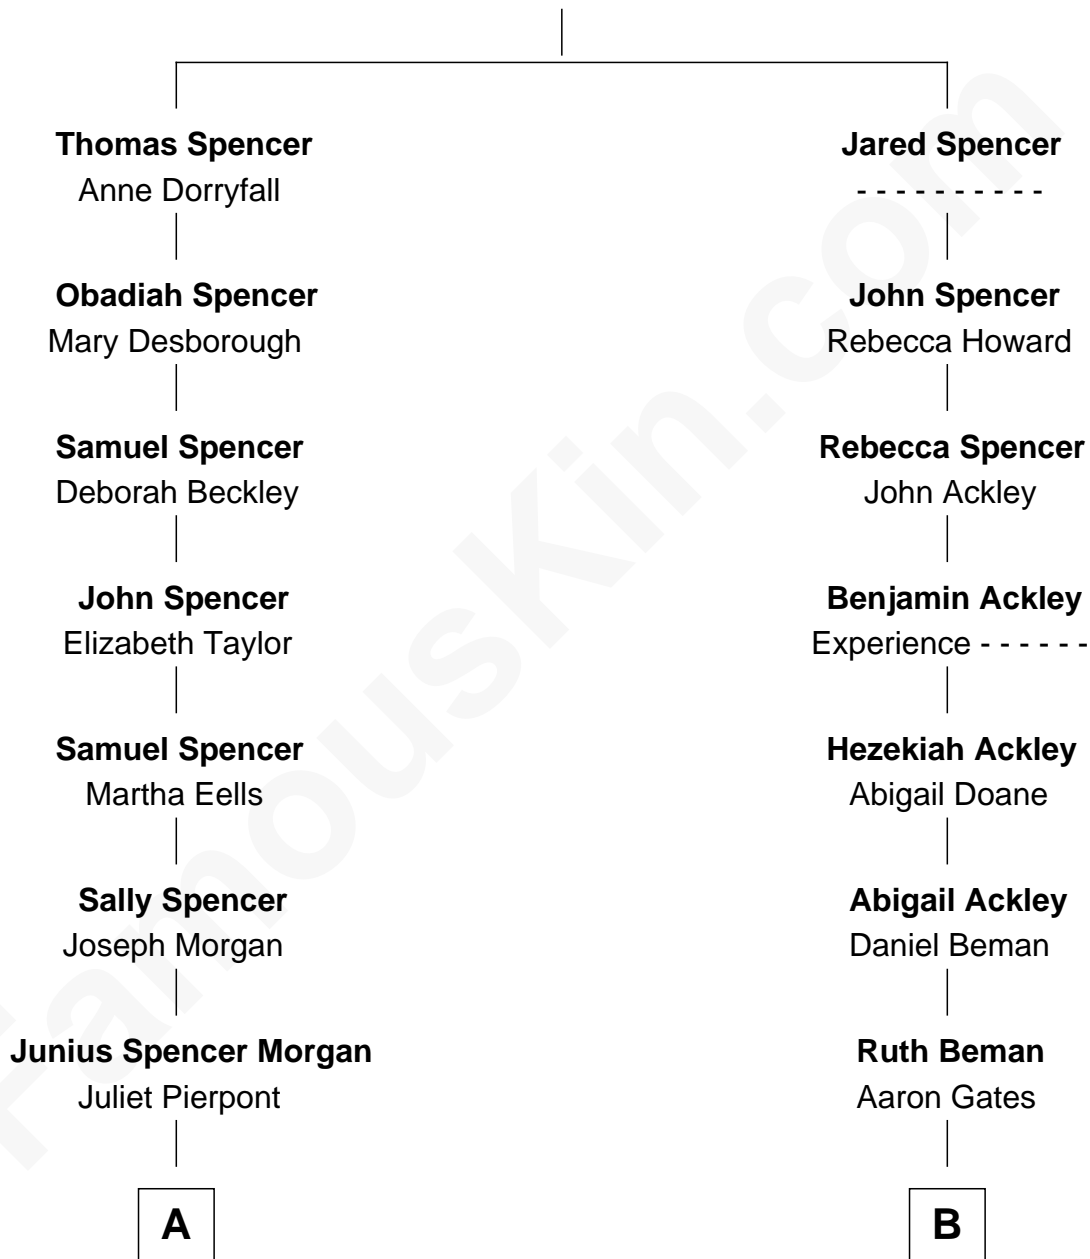 Thomas Spencer
Anne Dorryfall
Jared Spencer
- - - - - - - - - -
Obadiah Spencer
Mary Desborough
John Spencer
Rebecca Howard
Samuel Spencer
Deborah Beckley
Rebecca Spencer
John Ackley
John Spencer
Elizabeth Taylor
Benjamin Ackley
Experience - - - - - -
Samuel Spencer
Martha Eells
Hezekiah Ackley
Abigail Doane
Sally Spencer
Joseph Morgan
Abigail Ackley
Daniel Beman
Junius Spencer Morgan
Juliet Pierpont
Ruth Beman
Aaron Gates
A
B
FamousKin.com